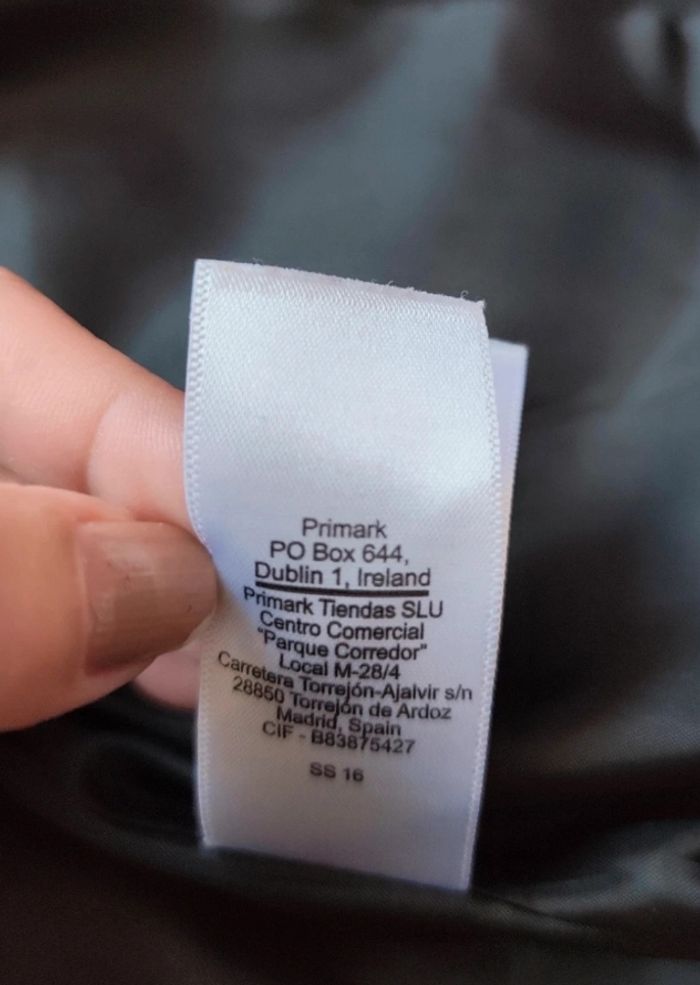 Primark
PO Box 644,
Dublin 1, Ireland
Primark Tiendas SLU
Centro Comercial
"Parque Corredor"
Local M-28/4
Carretera Torrejón-Ajalvir s/n
28850 Torrejón de Ardoz
Madrid, Spain
CIF - B83875427
SS 16